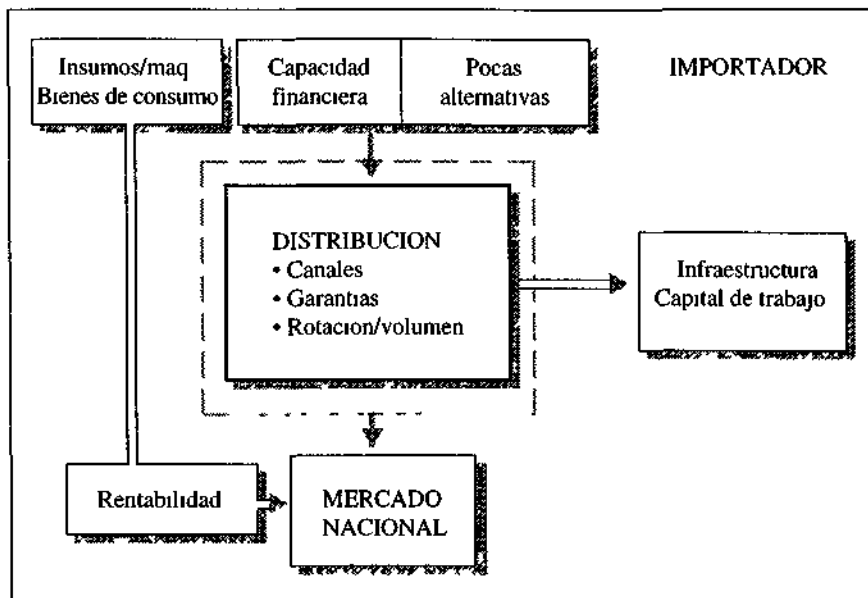 Insumos/maq
Bienes de consumo
Capacidad
financiera
Pocas
alternativas
IMPORTADOR
DISTRIBUCION
• Canales
• Garantias
• Rotacion/volumen
Infraestructura
Capital de trabajo
Rentabilidad
MERCADO
NACIONAL